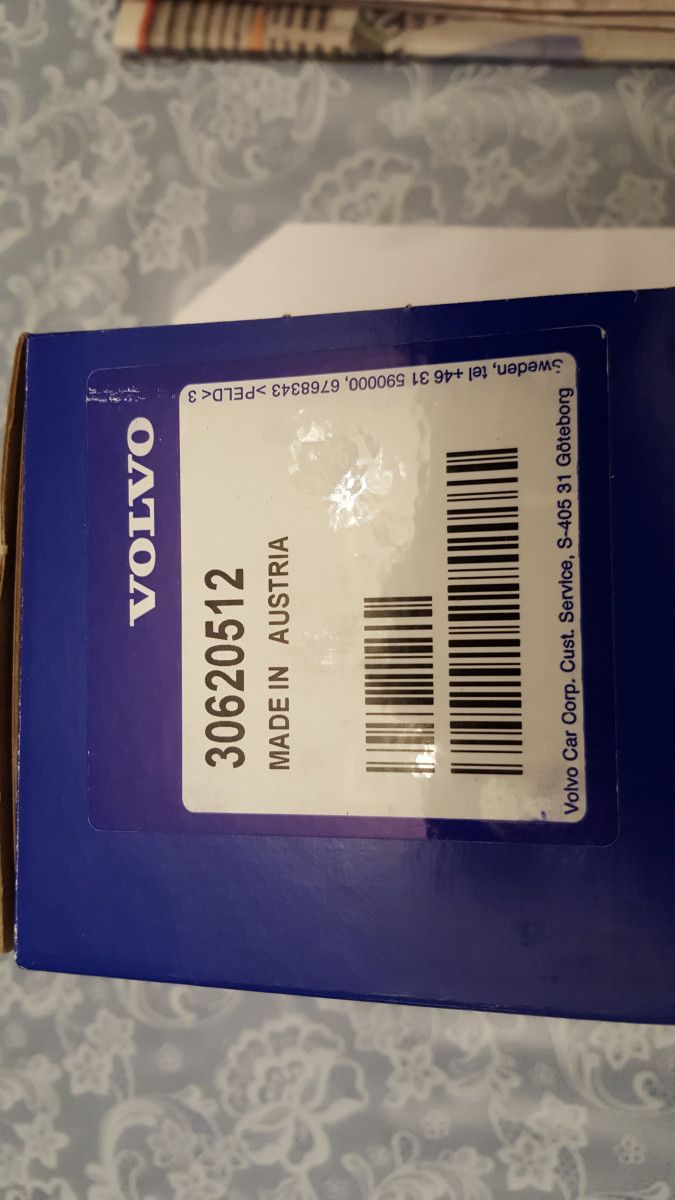 VOLVO
30620512
MADE IN AUSTRIA
Volvo Car Corp. Cust. Service, S-405 31 Göteborg
Sweden, tel +46 31 590000, 6768343 >PELD< 3